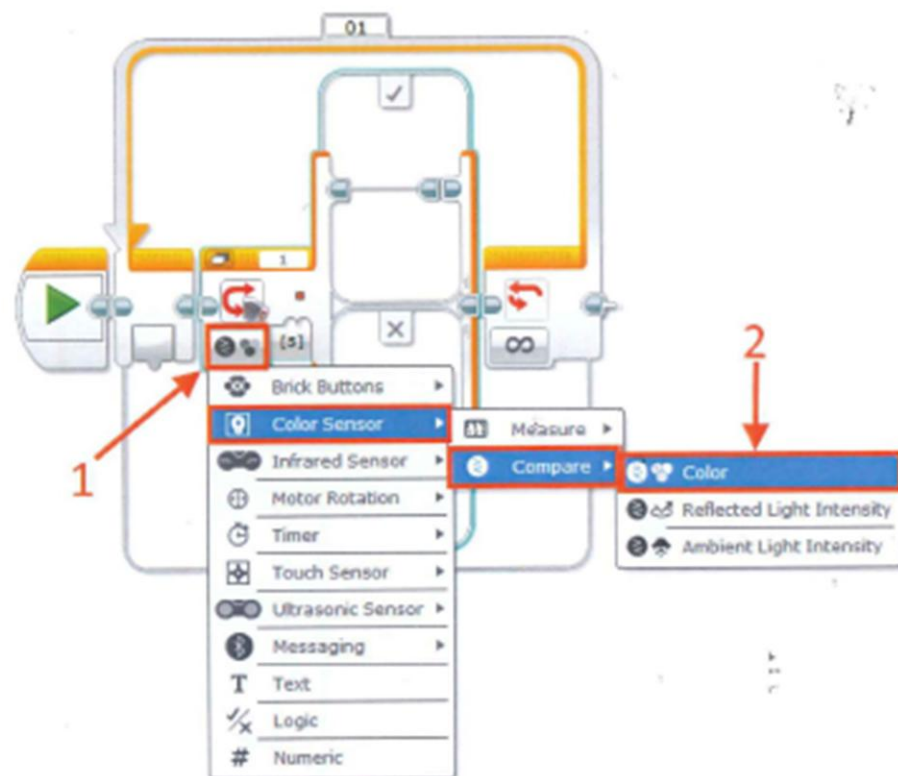 01
1
[5]
2
1
Brick Buttons
Color Sensor
Infrared Sensor
Motor Rotation
Timer
Touch Sensor
Ultrasonic Sensor
Messaging
T Text
Logic
# Numeric
Measure
Compare
Color
Reflected Light Intensity
Ambient Light Intensity